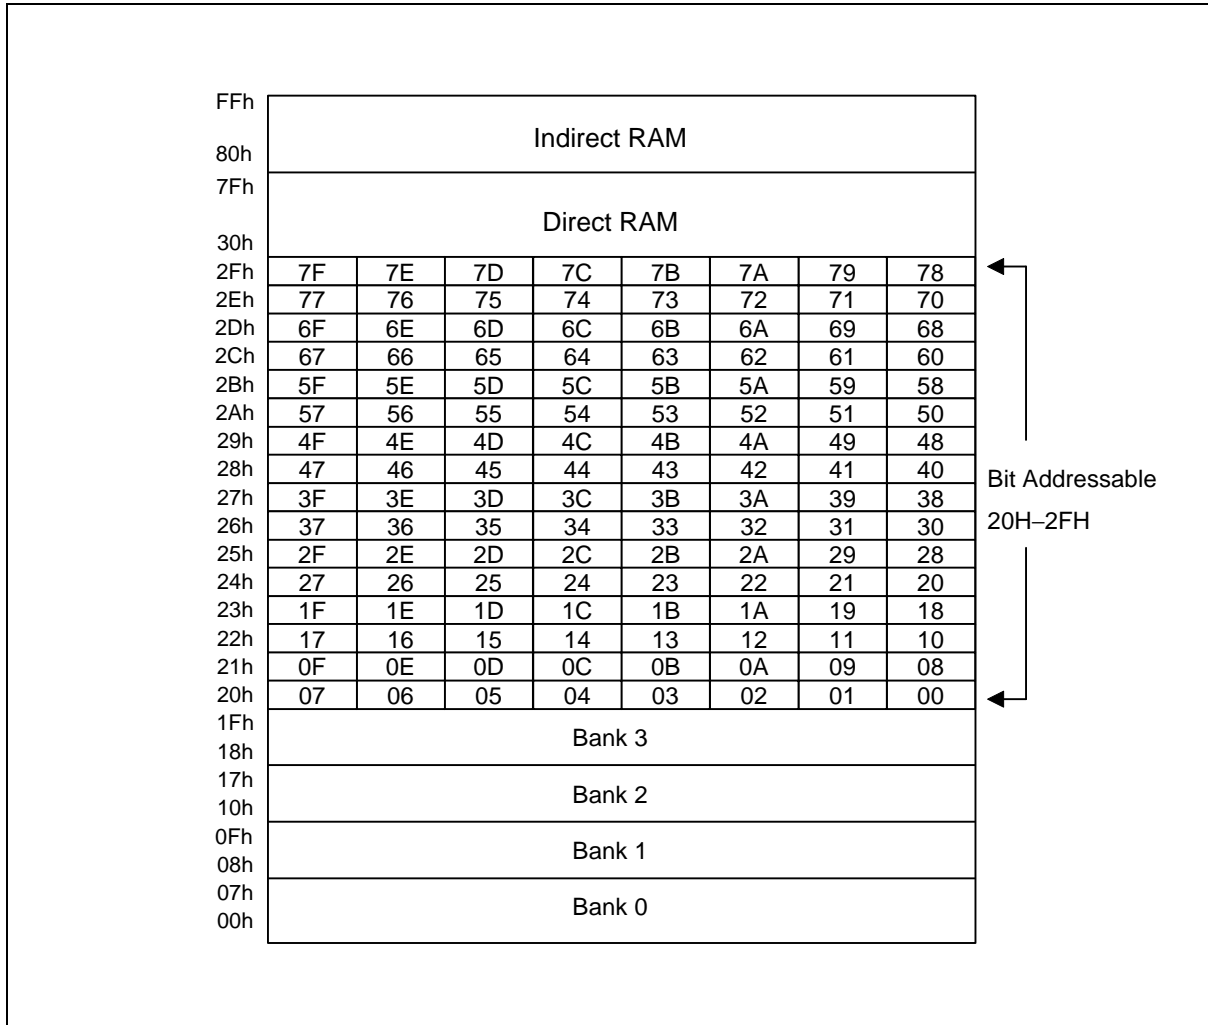 FFh
Indirect RAM
80h
7Fh
Direct RAM
30h
2Fh 7F 7E 7D 7C 7B 7A 79 78
2Eh 77 76 75 74 73 72 71 70
2Dh 6F 6E 6D 6C 6B 6A 69 68
2Ch 67 66 65 64 63 62 61 60
2Bh 5F 5E 5D 5C 5B 5A 59 58
2Ah 57 56 55 54 53 52 51 50
29h 4F 4E 4D 4C 4B 4A 49 48
28h 47 46 45 44 43 42 41 40
27h 3F 3E 3D 3C 3B 3A 39 38
26h 37 36 35 34 33 32 31 30
25h 2F 2E 2D 2C 2B 2A 29 28
24h 27 26 25 24 23 22 21 20
23h 1F 1E 1D 1C 1B 1A 19 18
22h 17 16 15 14 13 12 11 10
21h 0F 0E 0D 0C 0B 0A 09 08
20h 07 06 05 04 03 02 01 00
Bit Addressable
20H–2FH
1Fh
Bank 3
18h
17h
Bank 2
10h
0Fh
Bank 1
08h
07h
Bank 0
00h